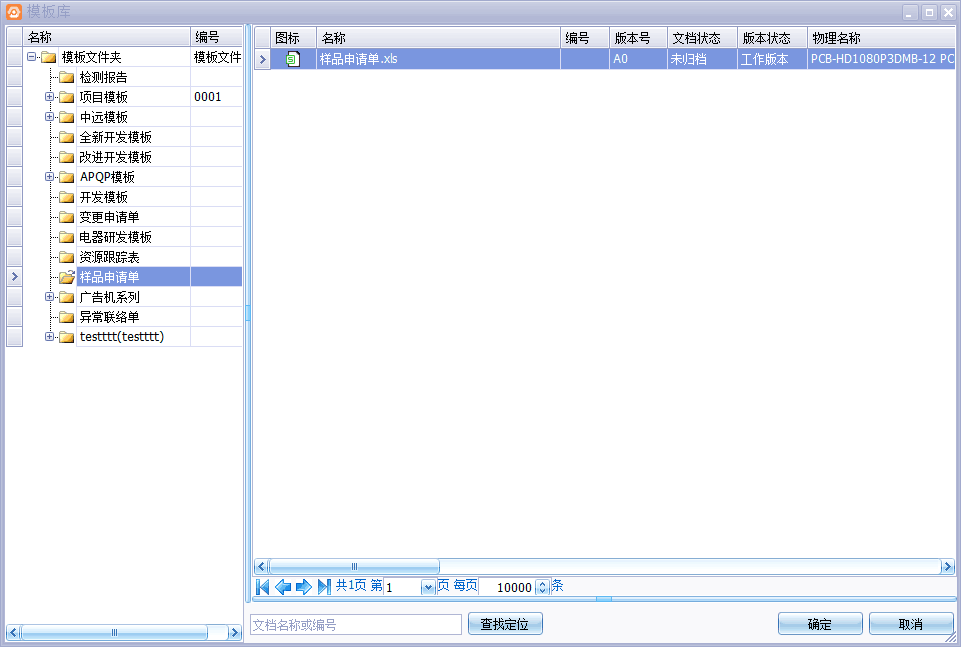 模板库
名称 编号
模板文件夹 模板文件
检测报告
项目模板 0001
中远模板
全新开发模板
改进开发模板
APQP模板
开发模板
变更申请单
电器研发模板
资源跟踪表
样品申请单
广告机系列
异常联络单
testttt(testttt)
图标 名称 编号 版本号 文档状态 版本状态 物理名称
样品申请单.xls A0 未归档 工作版本 PCB-HD1080P3DMB-12 PC
共1页 第 1 页 每页 10000 条
文档名称或编号 查找定位 确定 取消